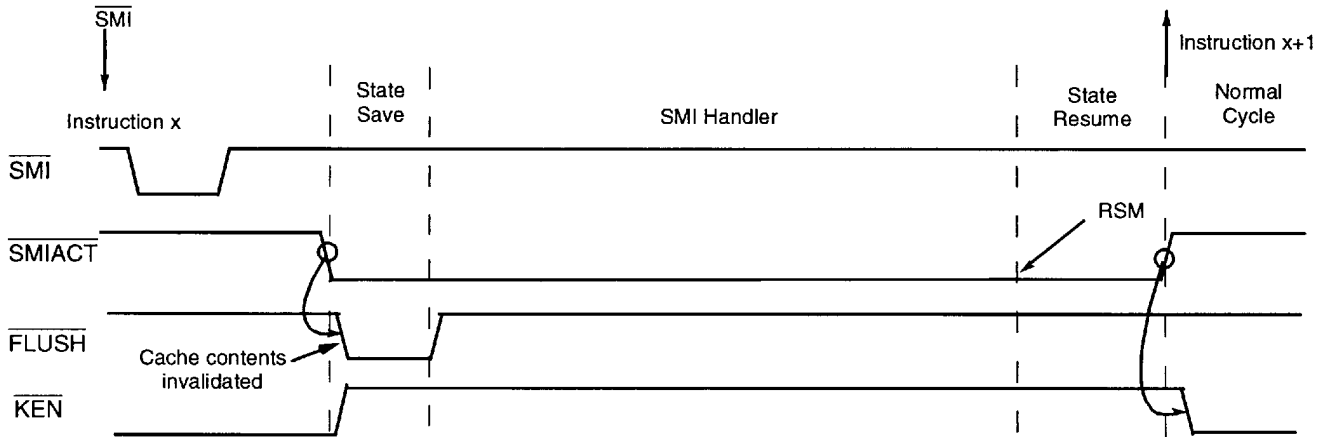 SMI
Instruction x+1
State
Save
SMI Handler
State
Resume
Normal
Cycle
Instruction x
SMI
RSM
SMIACT
FLUSH
Cache contents
invalidated
KEN